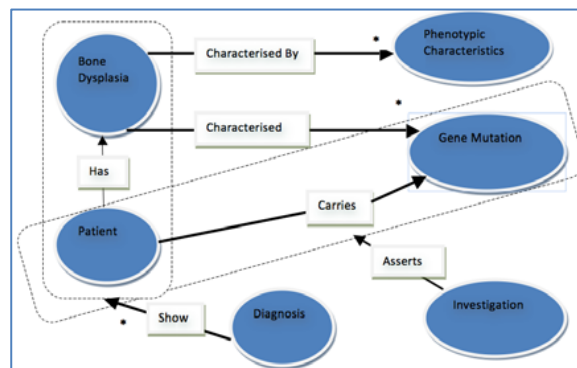 Bone
Dysplasia
Characterised By
*
Phenotypic
Characteristics
Characterised
*
Gene Mutation
Has
Patient
Carries
Asserts
*
Show
Diagnosis
Investigation